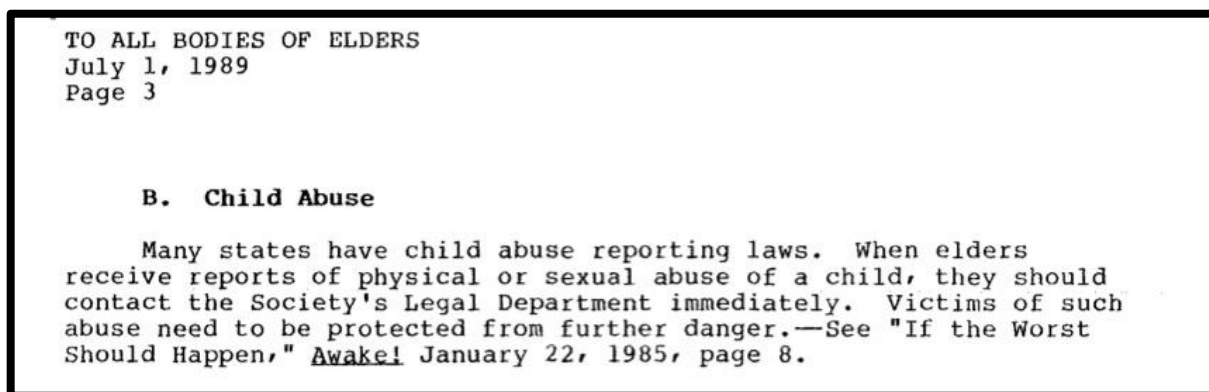 TO ALL BODIES OF ELDERS
July 1, 1989
Page 3
B. Child Abuse
Many states have child abuse reporting laws. When elders
receive reports of physical or sexual abuse of a child, they should
contact the Society's Legal Department immediately. Victims of such
abuse need to be protected from further danger.—See "If the Worst
Should Happen," Awake! January 22, 1985, page 8.